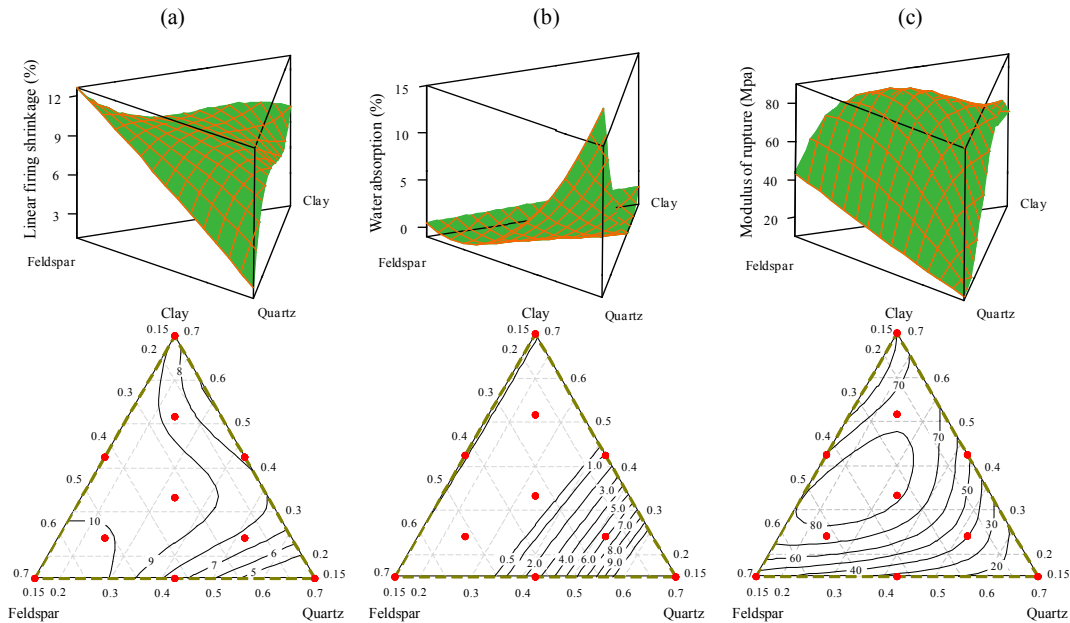 (a)
(b)
(c)
Linear firing shrinkage (%)
12
9
6
3
Feldspar
Quartz
Clay
Water absorption (%)
15
10
5
0
Feldspar
Quartz
Clay
Modulus of rupture (Mpa)
80
60
40
20
Feldspar
Quartz
Clay
Clay
0.15 0.7
0.2
0.3
0.4
0.5
0.6
0.7
0.6
0.5
0.4
0.3
0.2
0.15
8
10
9
7
6
5
0.15 0.2 0.3 0.4 0.5 0.6 0.7
Feldspar Quartz
Clay
0.15 0.7
0.2
0.3
0.4
0.5
0.6
0.7
0.6
0.5
0.4
0.3
0.2
0.15
1.0
3.0
5.0
7.0
8.0
9.0
0.5 2.0 4.0 6.0
0.15 0.2 0.3 0.4 0.5 0.6 0.7
Feldspar Quartz
Clay
0.15 0.7
0.2
0.3
0.4
0.5
0.6
0.7
0.6
0.5
0.4
0.3
0.2
0.15
70
70
50
30
80
60
40
20
0.15 0.2 0.3 0.4 0.5 0.6 0.7
Feldspar Quartz